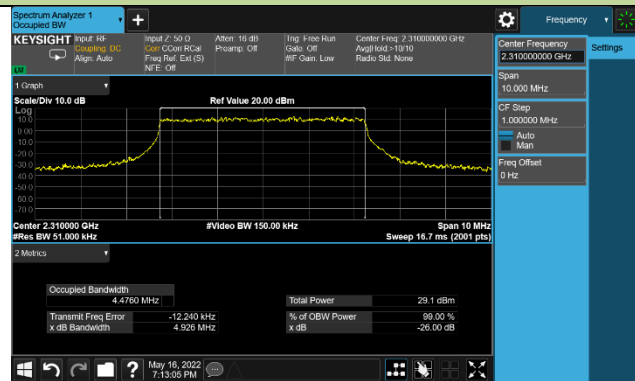 Spectrum Analyzer 1
Occupied BW
Frequency
KEYSIGHT
Input: RF
Coupling: DC
Align: Auto
Input Z: 50 Ω
Corr CCorr RCal
Freq Ref: Ext (S)
NFE: Off
Atten: 16 dB
Preamp: Off
Trig: Free Run
Gate: Off
#IF Gain: Low
Center Freq: 2.310000000 GHz
Avg|Hold:>10/10
Radio Std: None
LM
Center Frequency
2.310000000 GHz
Settings
Span
10.000 MHz
CF Step
1.000000 MHz
Auto
Man
Freq Offset
0 Hz
1 Graph
Scale/Div 10.0 dB
Ref Value 20.00 dBm
Log
10.0
0.00
-10.0
-20.0
-30.0
-40.0
-50.0
-60.0
-70.0
Center 2.310000 GHz
#Video BW 150.00 kHz
Span 10 MHz
#Res BW 51.000 kHz
Sweep 16.7 ms (2001 pts)
2 Metrics
Occupied Bandwidth
4.4760 MHz
Total Power
29.1 dBm
Transmit Freq Error
-12.240 kHz
% of OBW Power
99.00 %
x dB Bandwidth
4.926 MHz
x dB
-26.00 dB
May 16, 2022
7:13:05 PM